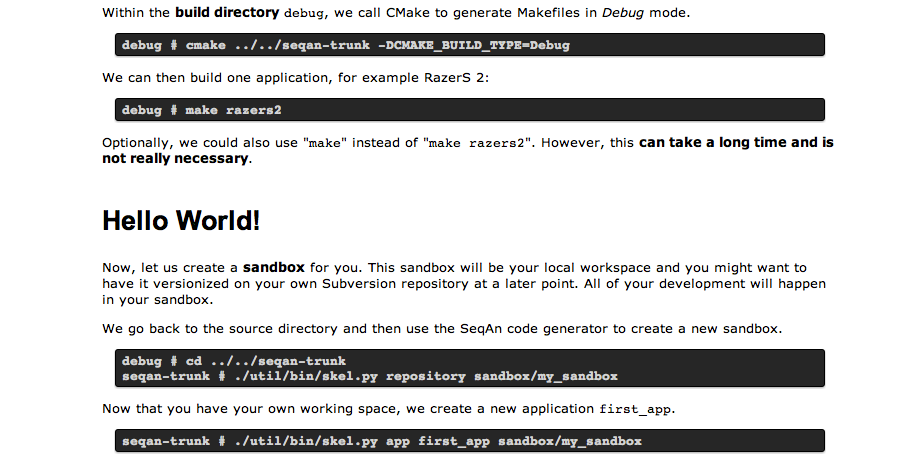 Within the build directory debug, we call CMake to generate Makefiles in Debug mode.
debug # cmake ../../seqan-trunk -DCMAKE_BUILD_TYPE=Debug
We can then build one application, for example RazerS 2:
debug # make razers2
Optionally, we could also use "make" instead of "make razers2". However, this can take a long time and is
not really necessary.
Hello World!
Now, let us create a sandbox for you. This sandbox will be your local workspace and you might want to
have it versionized on your own Subversion repository at a later point. All of your development will happen
in your sandbox.
We go back to the source directory and then use the SeqAn code generator to create a new sandbox.
debug # cd ../../seqan-trunk
seqan-trunk # ./util/bin/skel.py repository sandbox/my_sandbox
Now that you have your own working space, we create a new application first_app.
seqan-trunk # ./util/bin/skel.py app first_app sandbox/my_sandbox